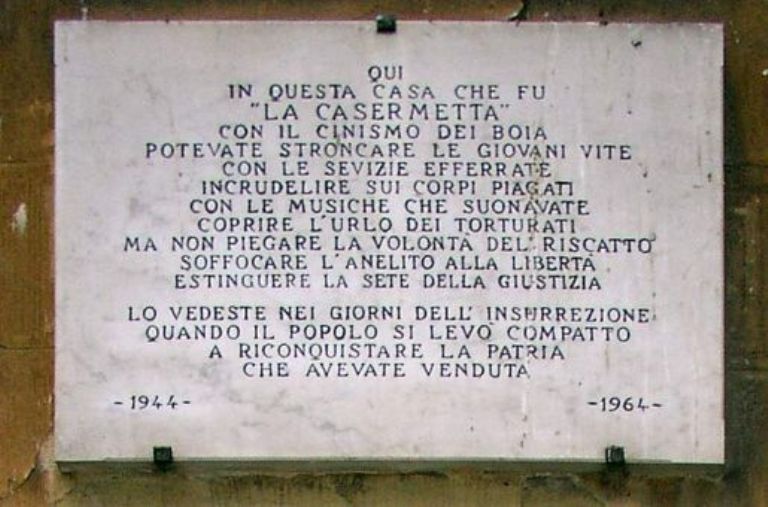 QUI
IN QUESTA CASA CHE FU
"LA CASERMETTA"
CON IL CINISMO DEI BOIA
POTEVATE STRONCARE LE GIOVANI VITE
CON LE SEVIZIE EFFERRATE
INCRUDELIRE SUI CORPI PIAGATI
CON LE MUSICHE CHE SUONAVATE
COPRIRE L'URLO DEI TORTURATI
MA NON PIEGARE LA VOLONTÀ DEL RISCATTO
SOFFOCARE L'ANELITO ALLA LIBERTÀ
ESTINGUERE LA SETE DELLA GIUSTIZIA
LO VEDESTE NEI GIORNI DELL' INSURREZIONE
QUANDO IL POPOLO SI LEVÒ COMPATTO
A RICONQUISTARE LA PATRIA
CHE AVEVATE VENDUTA
-1944- -1964-